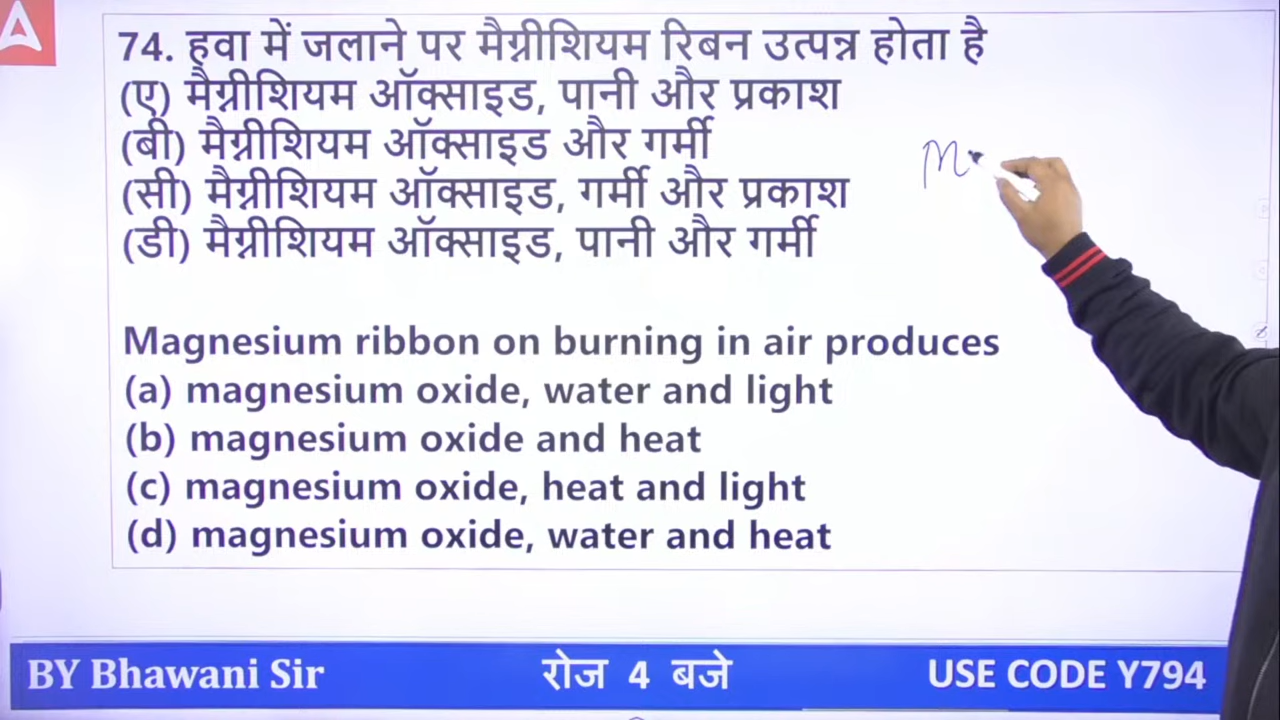 74. हवा में जलाने पर मैग्नीशियम रिबन उत्पन्न होता है
(ए) मैग्नीशियम ऑक्साइड, पानी और प्रकाश
(बी) मैग्नीशियम ऑक्साइड और गर्मी
(सी) मैग्नीशियम ऑक्साइड, गर्मी और प्रकाश
(डी) मैग्नीशियम ऑक्साइड, पानी और गर्मी
M
Magnesium ribbon on burning in air produces
(a) magnesium oxide, water and light
(b) magnesium oxide and heat
(c) magnesium oxide, heat and light
(d) magnesium oxide, water and heat
BY Bhawani Sir रोज 4 बजे USE CODE Y794